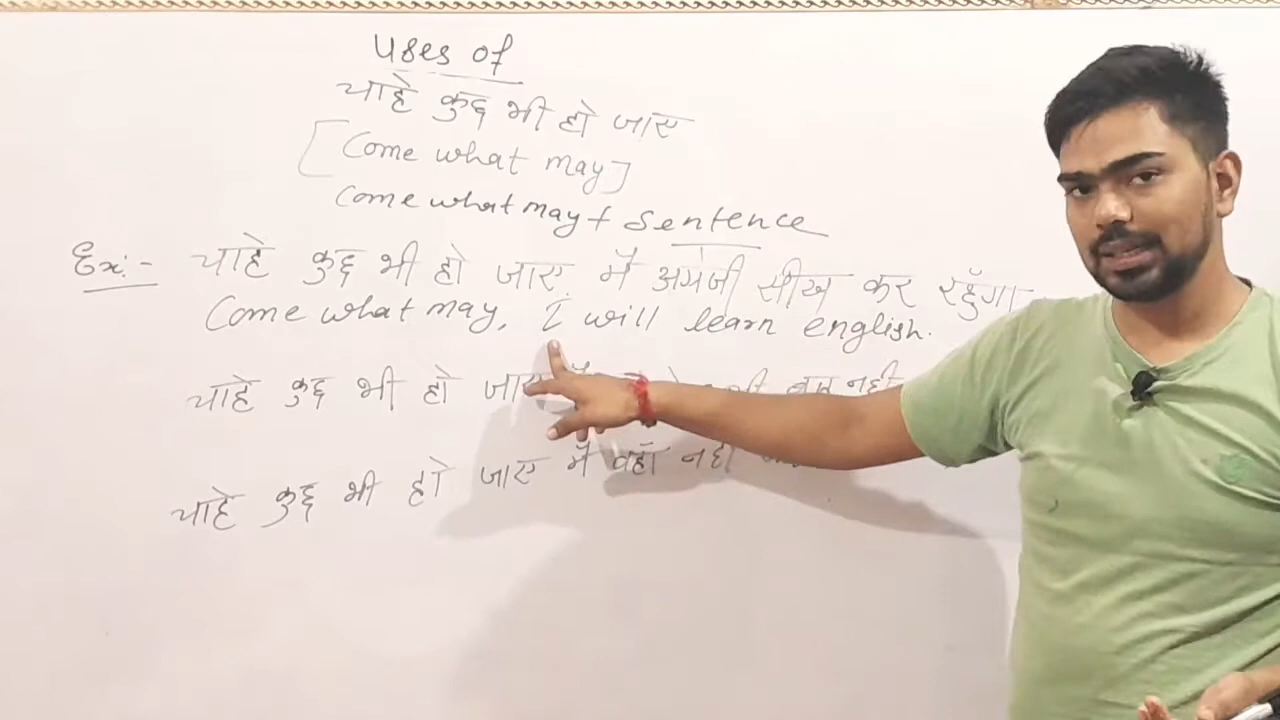 Uses of
चाहे कुछ भी हो जाए
[Come what may]
Come what may + Sentence
Ex:- चाहे कुछ भी हो जाए, मैं अंग्रेजी सीख कर रहूँगा
Come what may, I will learn english.
चाहे कुछ भी हो जाए नहीं
चाहे कुछ भी हो जाए मैं वहाँ नहीं